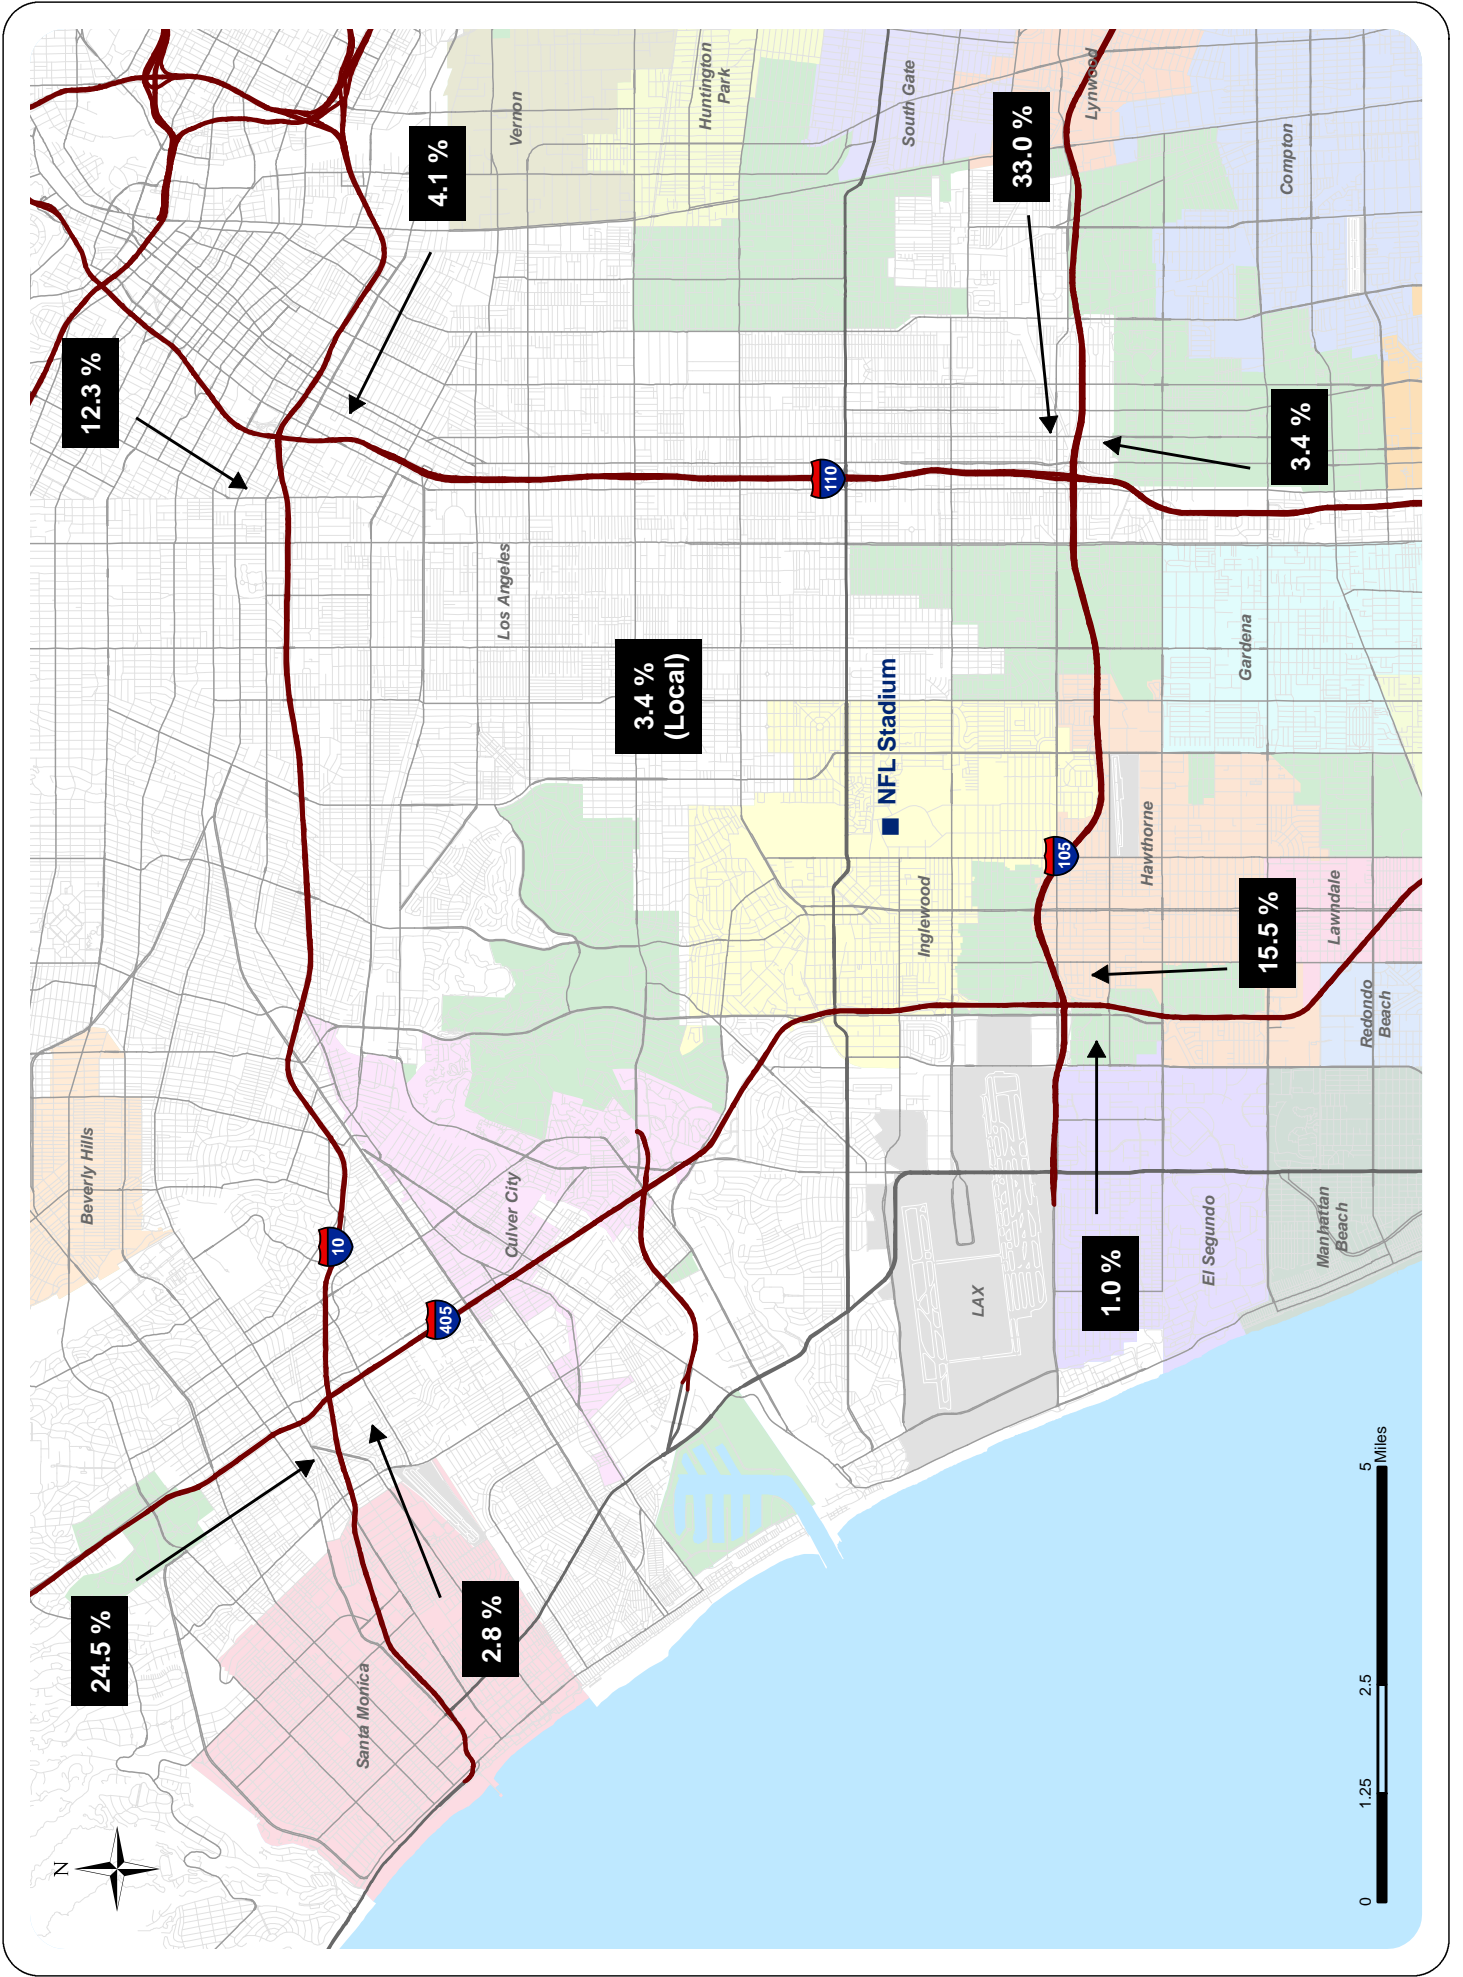 N
24.5 %
Beverly Hills
12.3 %
Santa Monica
10
405
2.8 %
Culver City
Los Angeles
4.1 %
Vernon
3.4 %
(Local)
Huntington
Park
110
NFL Stadium
Inglewood
South Gate
LAX
105
33.0 %
Lynwood
1.0 %
Hawthorne
El Segundo
15.5 %
Gardena
3.4 %
Compton
Manhattan
Beach
Lawndale
Redondo
Beach
0
1.25
2.5
5
Miles